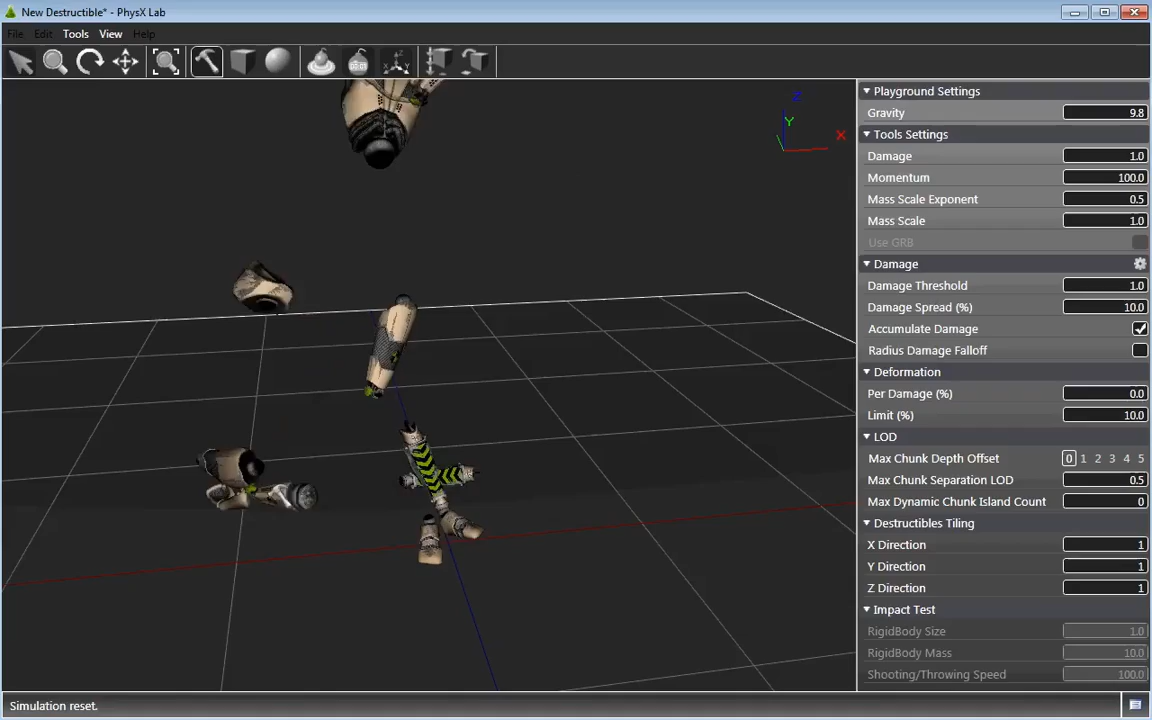 New Destructible* - PhysX Lab
File Edit Tools View Help
Z
Y
X
Playground Settings
Gravity 9.8
Tools Settings
Damage 1.0
Momentum 100.0
Mass Scale Exponent 0.5
Mass Scale 1.0
Use GRB
Damage
Damage Threshold 1.0
Damage Spread (%) 10.0
Accumulate Damage
Radius Damage Falloff
Deformation
Per Damage (%) 0.0
Limit (%) 10.0
LOD
Max Chunk Depth Offset 0 1 2 3 4 5
Max Chunk Separation LOD 0.5
Max Dynamic Chunk Island Count 0
Destructibles Tiling
X Direction 1
Y Direction 1
Z Direction 1
Impact Test
RigidBody Size 1.0
RigidBody Mass 10.0
Shooting/Throwing Speed 100.0
Simulation reset.